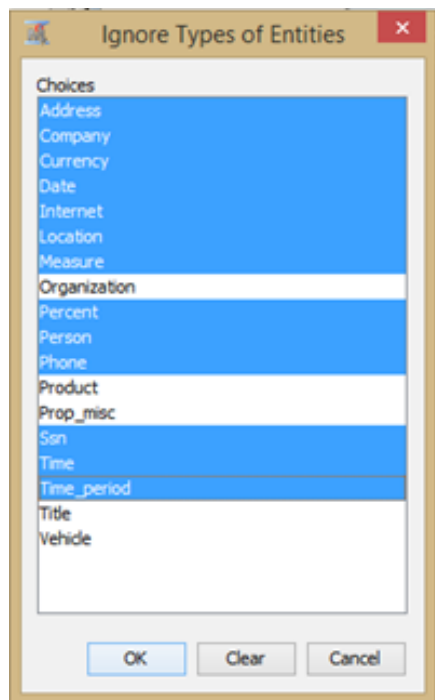 Ignore Types of Entities
Choices
Address
Company
Currency
Date
Internet
Location
Measure
Organization
Percent
Person
Phone
Product
Prop_misc
Ssn
Time
Time_period
Title
Vehicle
OK Clear Cancel